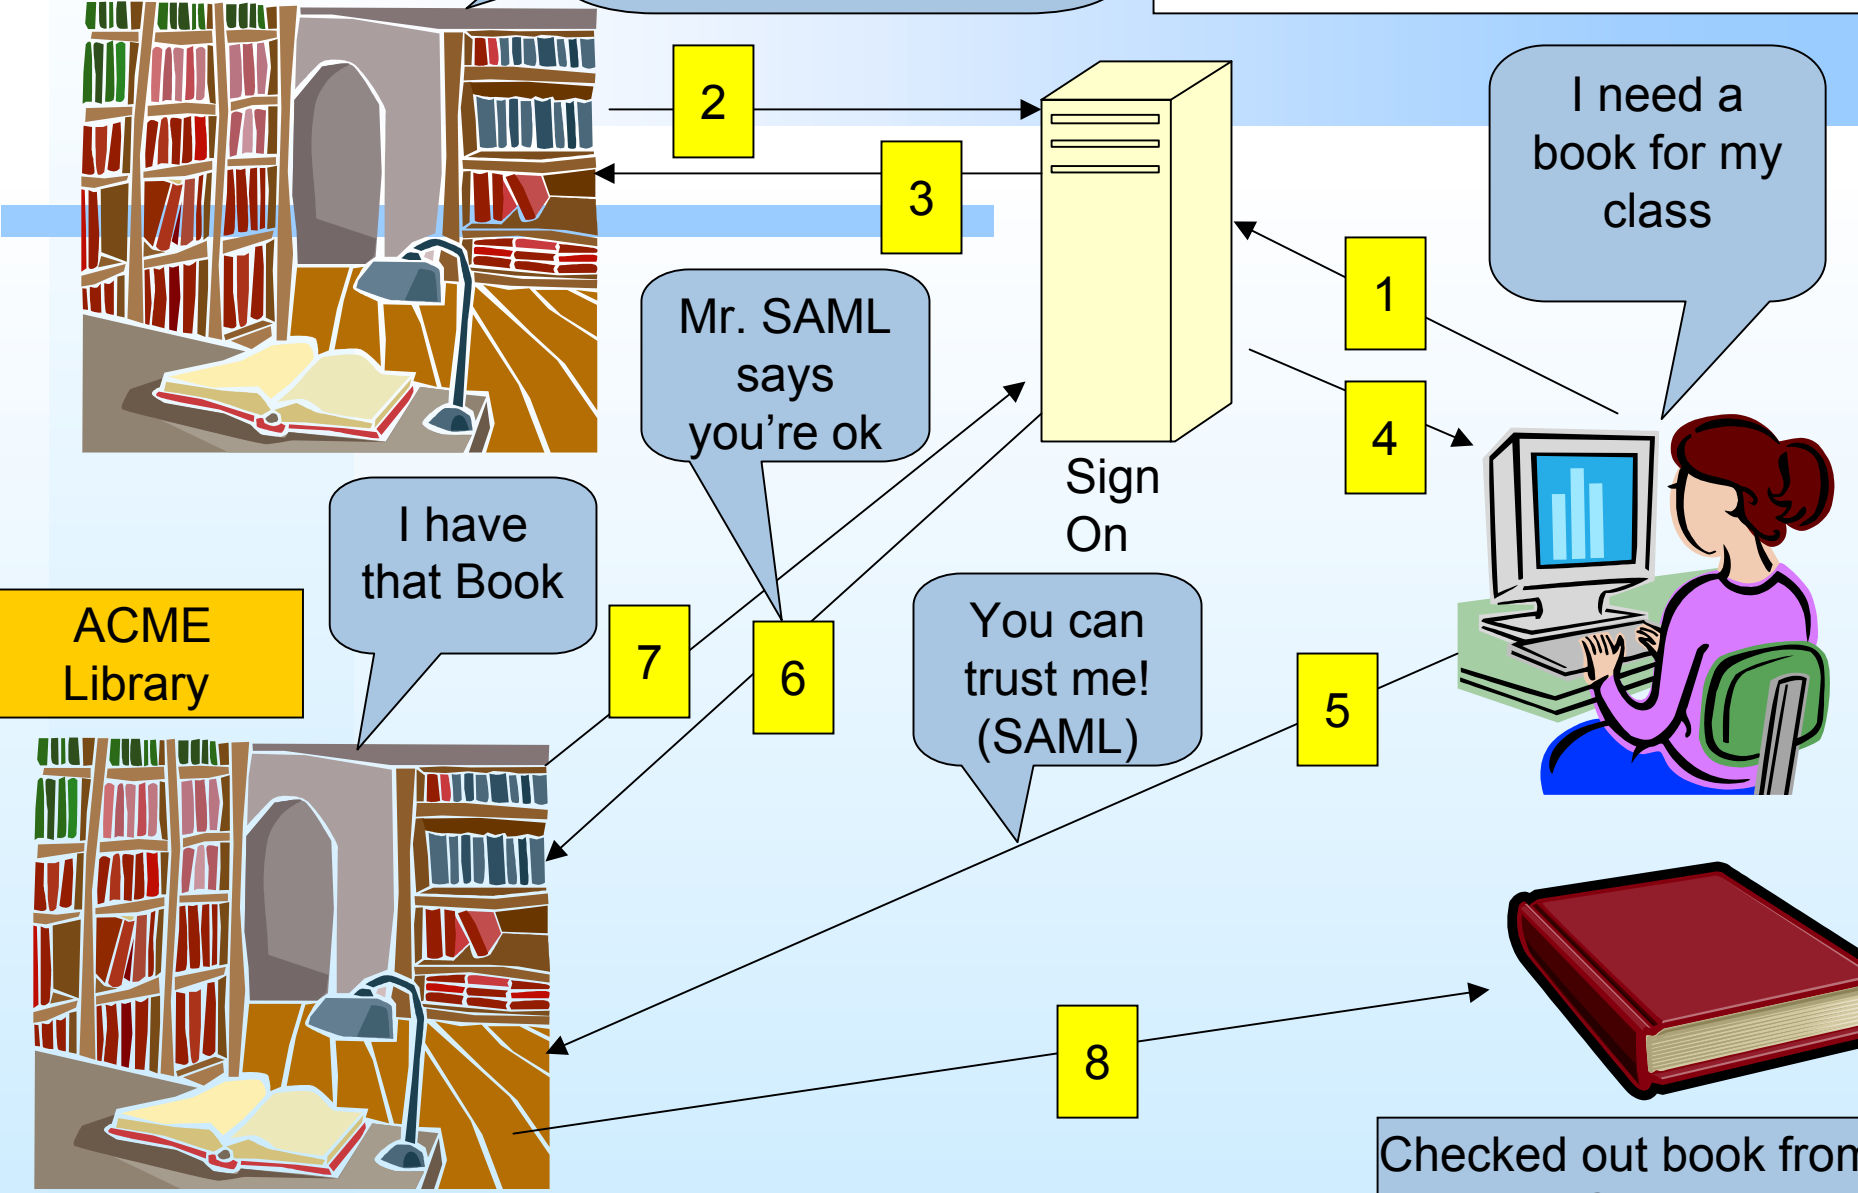 2
I need a
book for my
class
3
1
Mr. SAML
says
you’re ok
4
Sign
On
I have
that Book
ACME
Library
7
6
You can
trust me!
(SAML)
5
8
Checked out book from